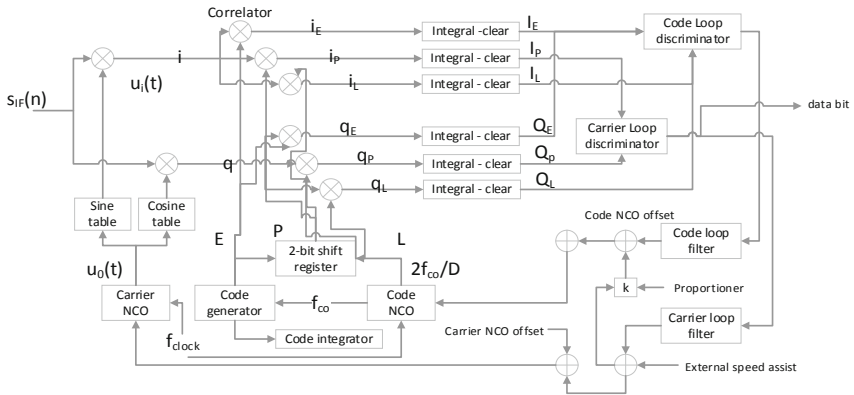 Correlator
i_E
Integral -clear
I_E
Code Loop
discriminator
i
i_P
Integral - clear
I_P
u_i(t)
i_L
Integral - clear
I_L
s_IF(n)
data bit
q_E
Integral - clear
Q_E
Carrier Loop
discriminator
q
q_P
Integral - clear
Q_p
q_L
Integral - clear
Q_L
Sine
table
Cosine
table
Code NCO offset
E
P
L
2-bit shift
register
Code loop
filter
u_0(t)
2f_co/D
k
Proportioner
Carrier
NCO
Code
generator
f_co
Code
NCO
Carrier loop
filter
f_clock
Code integrator
Carrier NCO offset
External speed assist